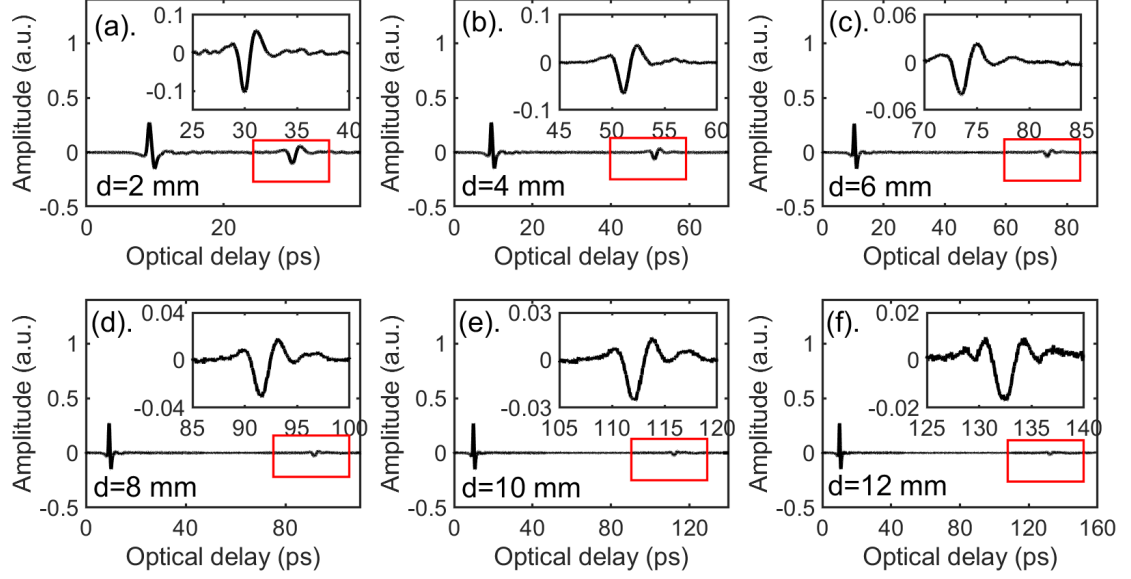 (a).
Amplitude (a.u.)
1
0.5
0
-0.5
0.1
0
-0.1
25 30 35 40
d=2 mm
0 20
Optical delay (ps)
(b).
Amplitude (a.u.)
1
0.5
0
-0.5
0.1
0
-0.1
45 50 55 60
d=4 mm
0 20 40 60 80
Optical delay (ps)
(c).
Amplitude (a.u.)
1
0.5
0
-0.5
0.06
0
-0.06
70 75 80 85
d=6 mm
0 20 40 60 80
Optical delay (ps)
(d).
Amplitude (a.u.)
1
0.5
0
-0.5
0.04
0
-0.04
85 90 95 100
d=8 mm
0 40 80
Optical delay (ps)
(e).
Amplitude (a.u.)
1
0.5
0
-0.5
0.03
0
-0.03
105 110 115 120
d=10 mm
0 40 80 120
Optical delay (ps)
(f).
Amplitude (a.u.)
1
0.5
0
-0.5
0.02
0
-0.02
125 130 135 140
d=12 mm
0 40 80 120 160
Optical delay (ps)